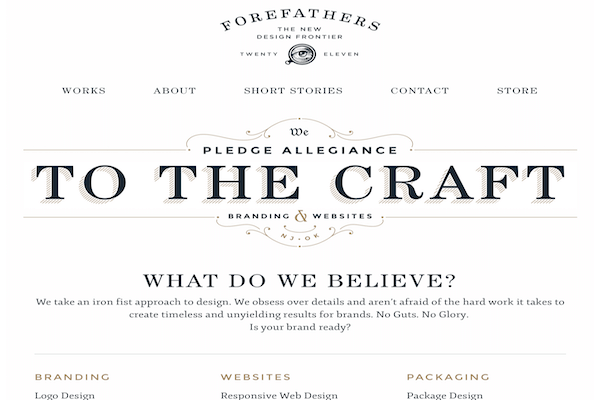 FOREFATHERS
THE NEW
DESIGN FRONTIER
TWENTY ELEVEN
WORKS ABOUT SHORT STORIES CONTACT STORE
We
PLEDGE ALLEGIANCE
TO THE CRAFT
BRANDING & WEBSITES
NJ • OK
WHAT DO WE BELIEVE?
We take an iron fist approach to design. We obsess over details and aren't afraid of the hard work it takes to
create timeless and unyielding results for brands. No Guts. No Glory.
Is your brand ready?
BRANDING WEBSITES PACKAGING
Logo Design Responsive Web Design Package Design